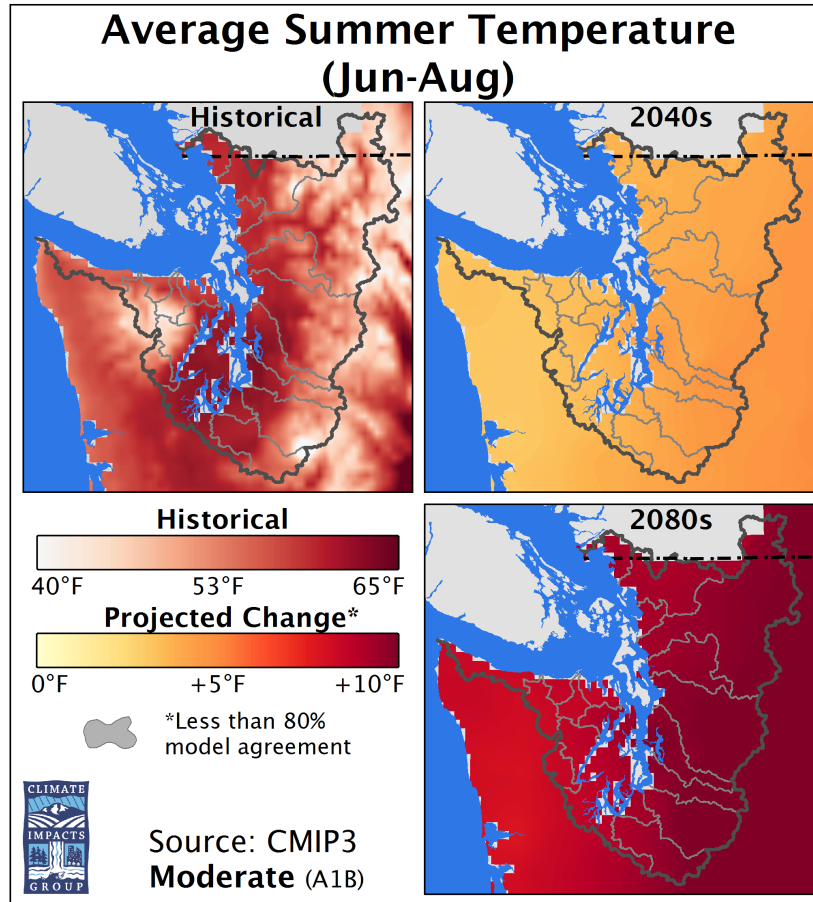 Average Summer Temperature
(Jun-Aug)
Historical
2040s
Historical
40°F 53°F 65°F
Projected Change*
0°F +5°F +10°F
*Less than 80%
model agreement
2080s
CLIMATE
IMPACTS
GROUP
Source: CMIP3
Moderate (A1B)